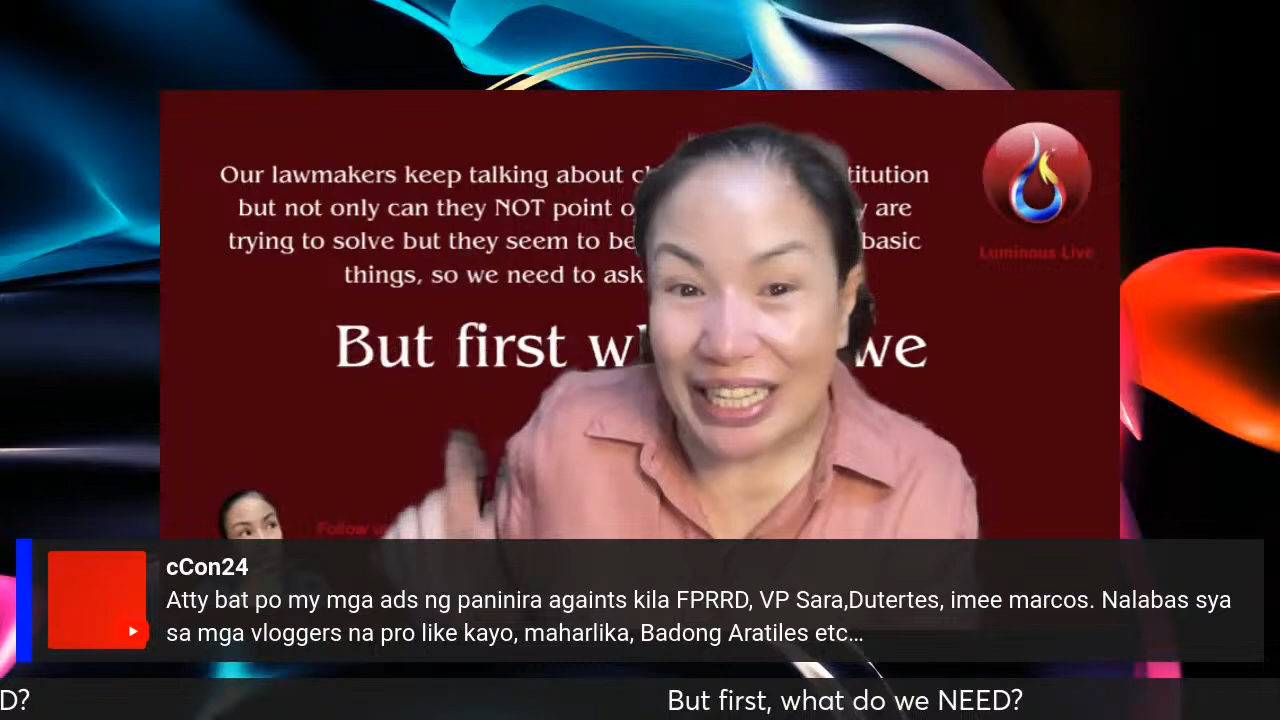 Our lawmakers keep talking about titution
but not only can they NOT point y are
trying to solve but they seem to be basic
things, so we need to ask
Luminous Live
But first we
Follow
cCon24
Atty bat po my mga ads ng paninira againts kila FPRRD, VP Sara,Dutertes, imee marcos. Nalabas sya
sa mga vloggers na pro like kayo, maharlika, Badong Aratiles etc...
D? But first, what do we NEED?